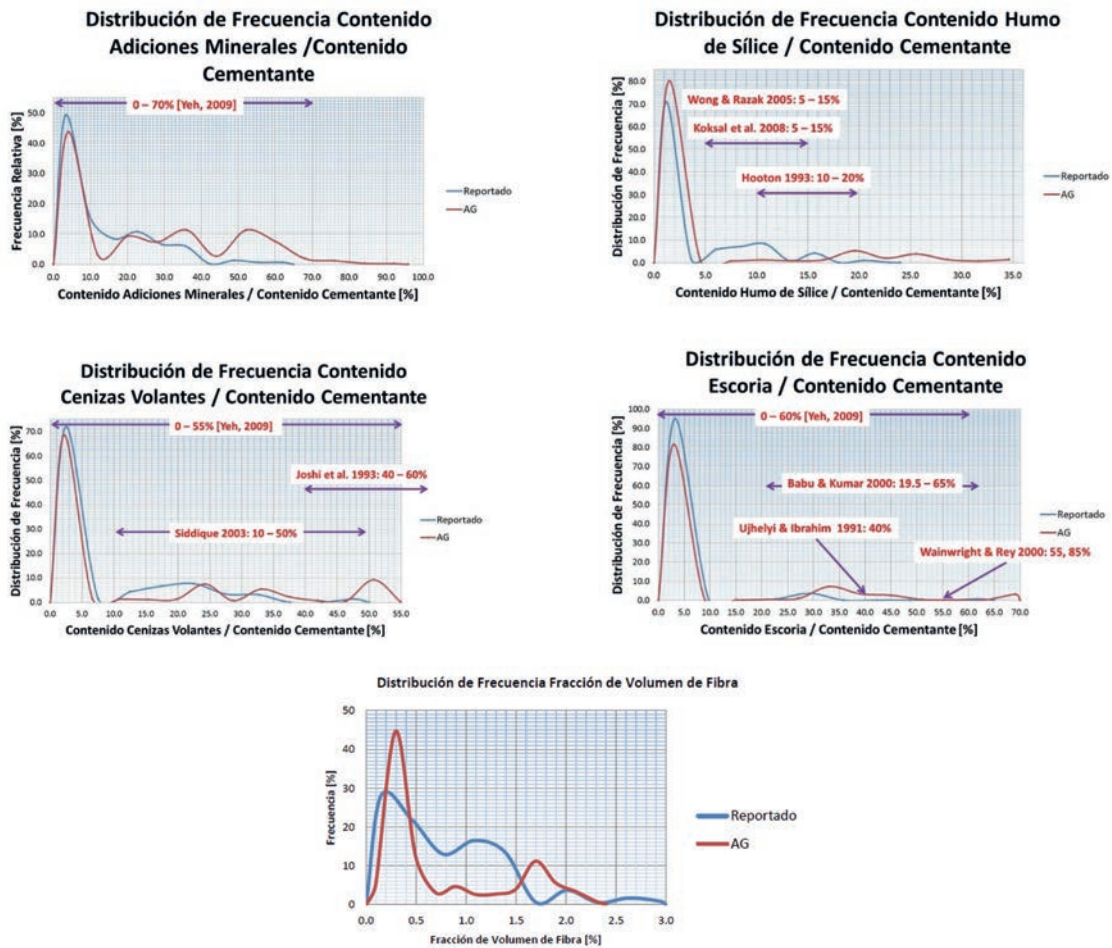 Distribución de Frecuencia Contenido
Adiciones Minerales /Contenido
Cementante
Frecuencia Relativa [%]
50.0
40.0
30.0
20.0
10.0
0.0
0 – 70% [Yeh, 2009]
Reportado
AG
0.0 10.0 20.0 30.0 40.0 50.0 60.0 70.0 80.0 90.0 100.0
Contenido Adiciones Minerales / Contenido Cementante [%]
Distribución de Frecuencia Contenido Humo
de Sílice / Contenido Cementante
Distribución de Frecuencia [%]
80.0
70.0
60.0
50.0
40.0
30.0
20.0
10.0
0.0
Wong & Razak 2005: 5 – 15%
Koksal et al. 2008: 5 – 15%
Hooton 1993: 10 – 20%
Reportado
AG
0.0 5.0 10.0 15.0 20.0 25.0 30.0 35.0
Contenido Humo de Sílice / Contenido Cementante [%]
Distribución de Frecuencia Contenido
Cenizas Volantes / Contenido Cementante
Distribución de Frecuencia [%]
70.0
60.0
50.0
40.0
30.0
20.0
10.0
0.0
0 – 55% [Yeh, 2009]
Joshi et al. 1993: 40 – 60%
Siddique 2003: 10 – 50%
Reportado
AG
0.0 5.0 10.0 15.0 20.0 25.0 30.0 35.0 40.0 45.0 50.0 55.0
Contenido Cenizas Volantes / Contenido Cementante [%]
Distribución de Frecuencia Contenido
Escoria / Contenido Cementante
Distribución de Frecuencia [%]
100.0
90.0
80.0
70.0
60.0
50.0
40.0
30.0
20.0
10.0
0.0
0 – 60% [Yeh, 2009]
Babu & Kumar 2000: 19.5 – 65%
Ujhelyi & Ibrahim 1991: 40%
Wainwright & Rey 2000: 55, 85%
Reportado
AG
0.0 5.0 10.0 15.0 20.0 25.0 30.0 35.0 40.0 45.0 50.0 55.0 60.0 65.0 70.0
Contenido Escoria / Contenido Cementante [%]
Distribución de Frecuencia Fracción de Volumen de Fibra
Frecuencia [%]
50
40
30
20
10
0
Reportado
AG
0.0 0.5 1.0 1.5 2.0 2.5 3.0
Fracción de Volumen de Fibra [%]